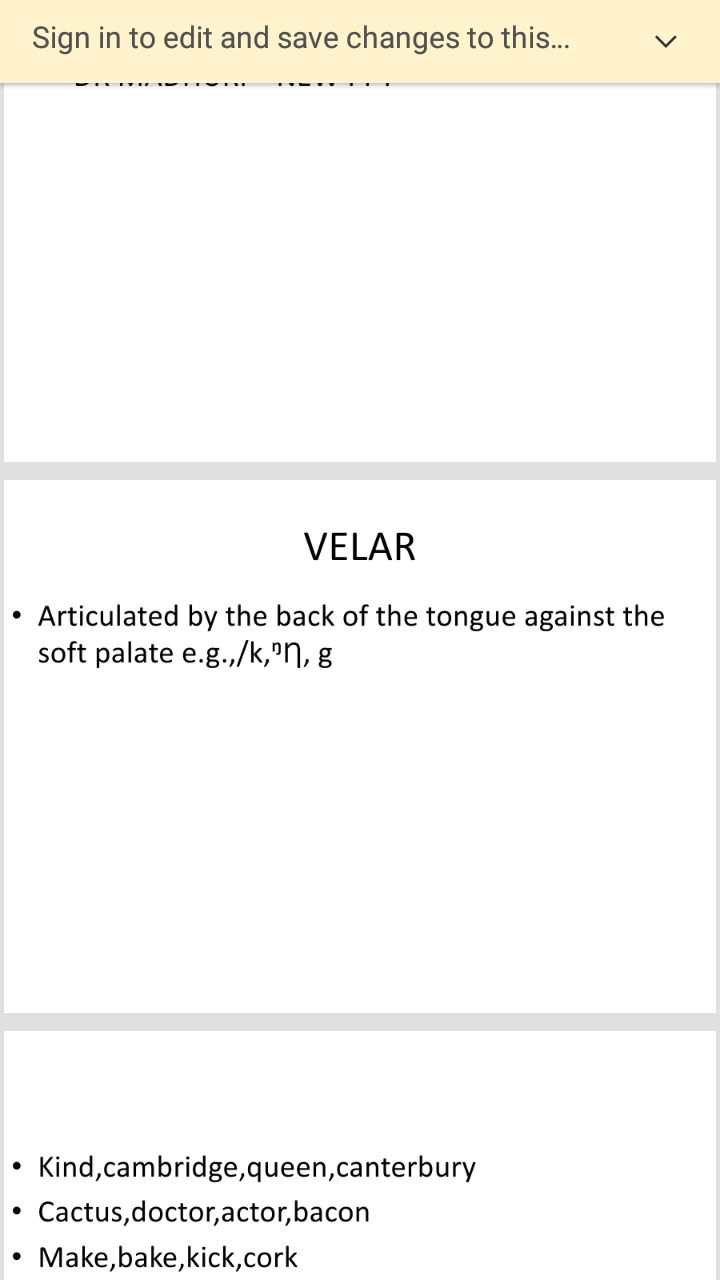 Sign in to edit and save changes to this...
VELAR
• Articulated by the back of the tongue against the
soft palate e.g.,/k,ᵑŊ, g
• Kind,cambridge,queen,canterbury
• Cactus,doctor,actor,bacon
• Make,bake,kick,cork